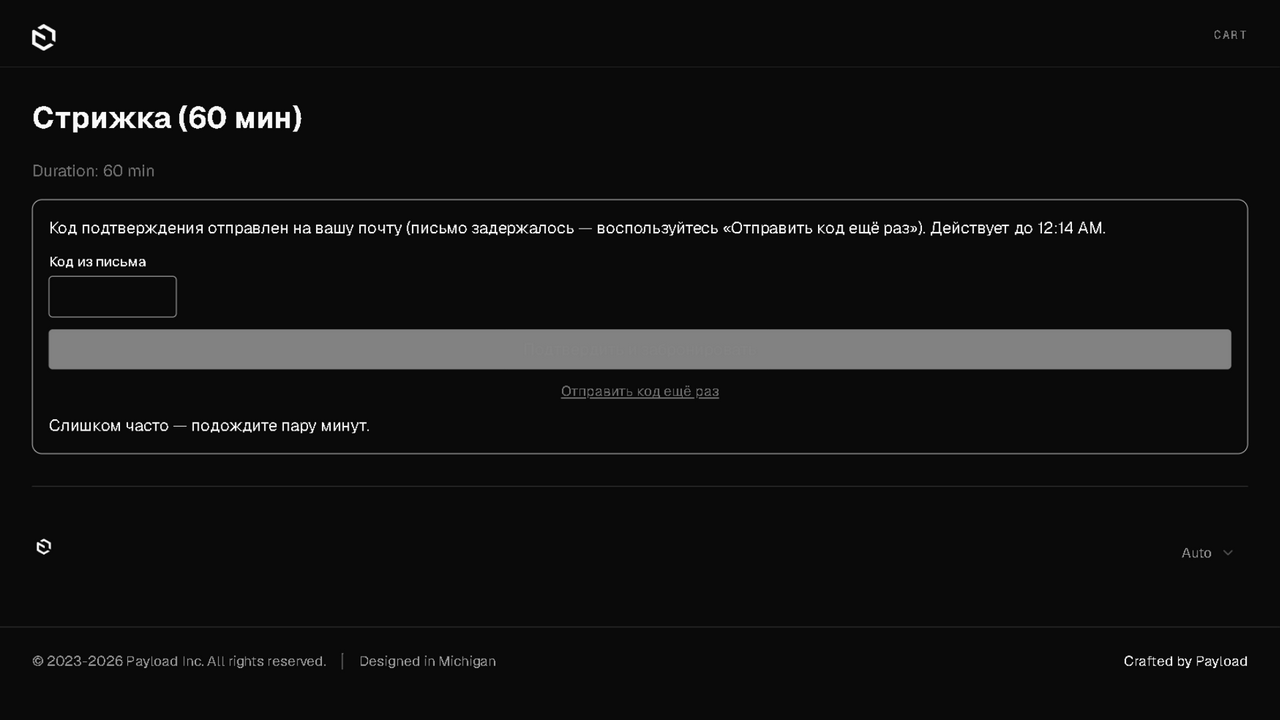 CART
Стрижка (60 мин)
Duration: 60 min
Код подтверждения отправлен на вашу почту (письмо задержалось — воспользуйтесь «Отправить код ещё раз»). Действует до 12:14 AM.
Код из письма
Отправить код ещё раз
Слишком часто — подождите пару минут.
Auto
© 2023-2026 Payload Inc. All rights reserved.
Designed in Michigan
Crafted by Payload